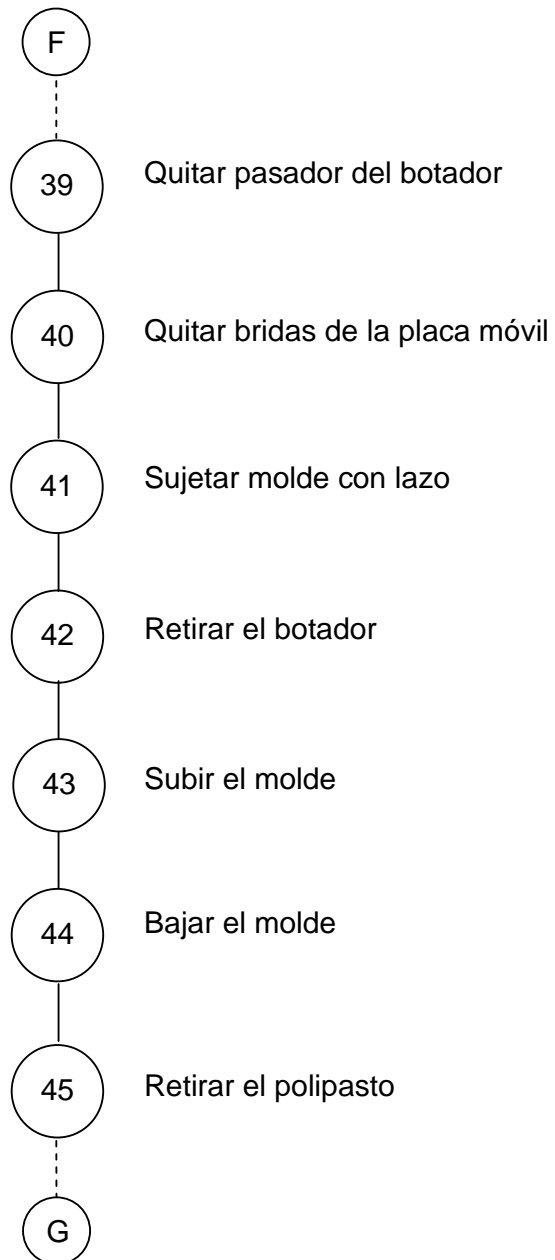 F
39 Quitar pasador del botador
40 Quitar bridas de la placa móvil
41 Sujetar molde con lazo
42 Retirar el botador
43 Subir el molde
44 Bajar el molde
45 Retirar el polipasto
G